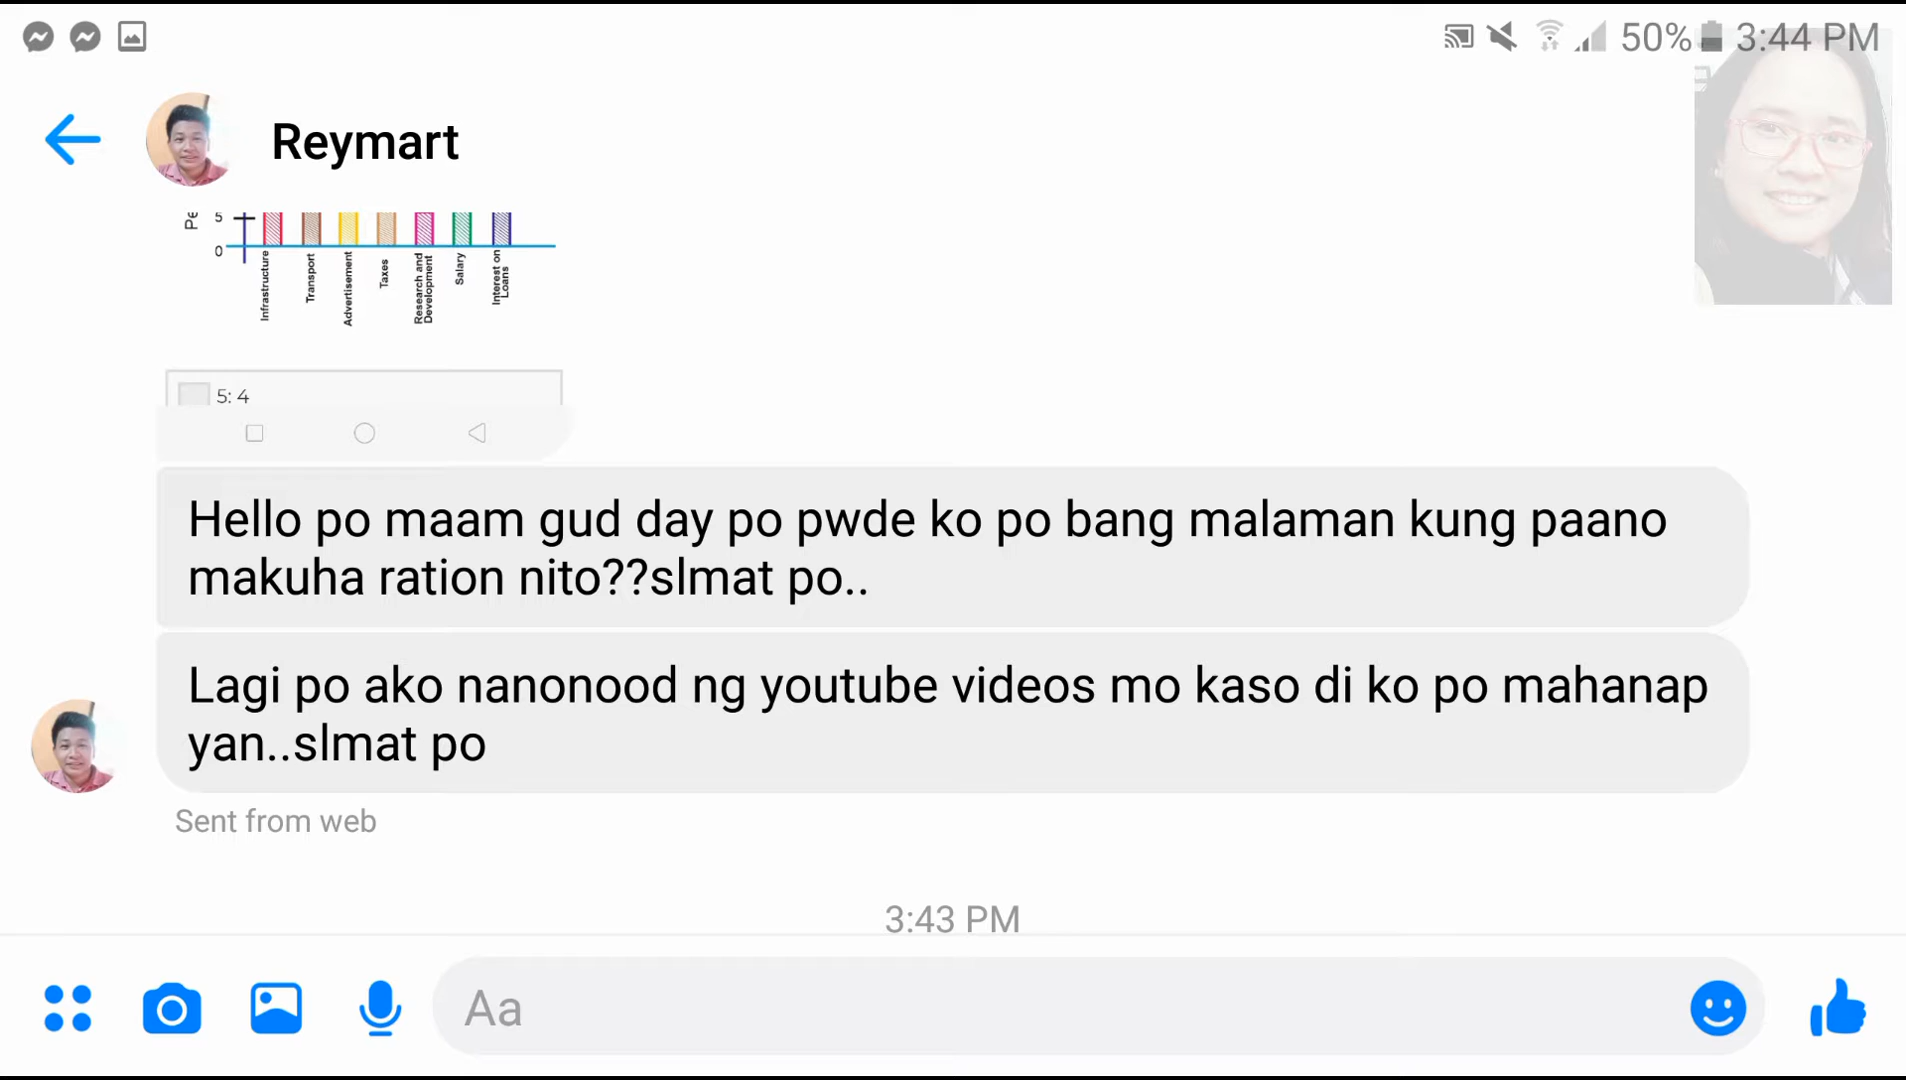 50% 3:44 PM
Reymart
Pe
5
0
Infrastructure
Transport
Advertisement
Taxes
Research and
Development
Salary
Interest on
Loans
5: 4
Hello po maam gud day po pwde ko po bang malaman kung paano
makuha ration nito??slmat po..
Lagi po ako nanonood ng youtube videos mo kaso di ko po mahanap
yan..slmat po
Sent from web
3:43 PM
Aa